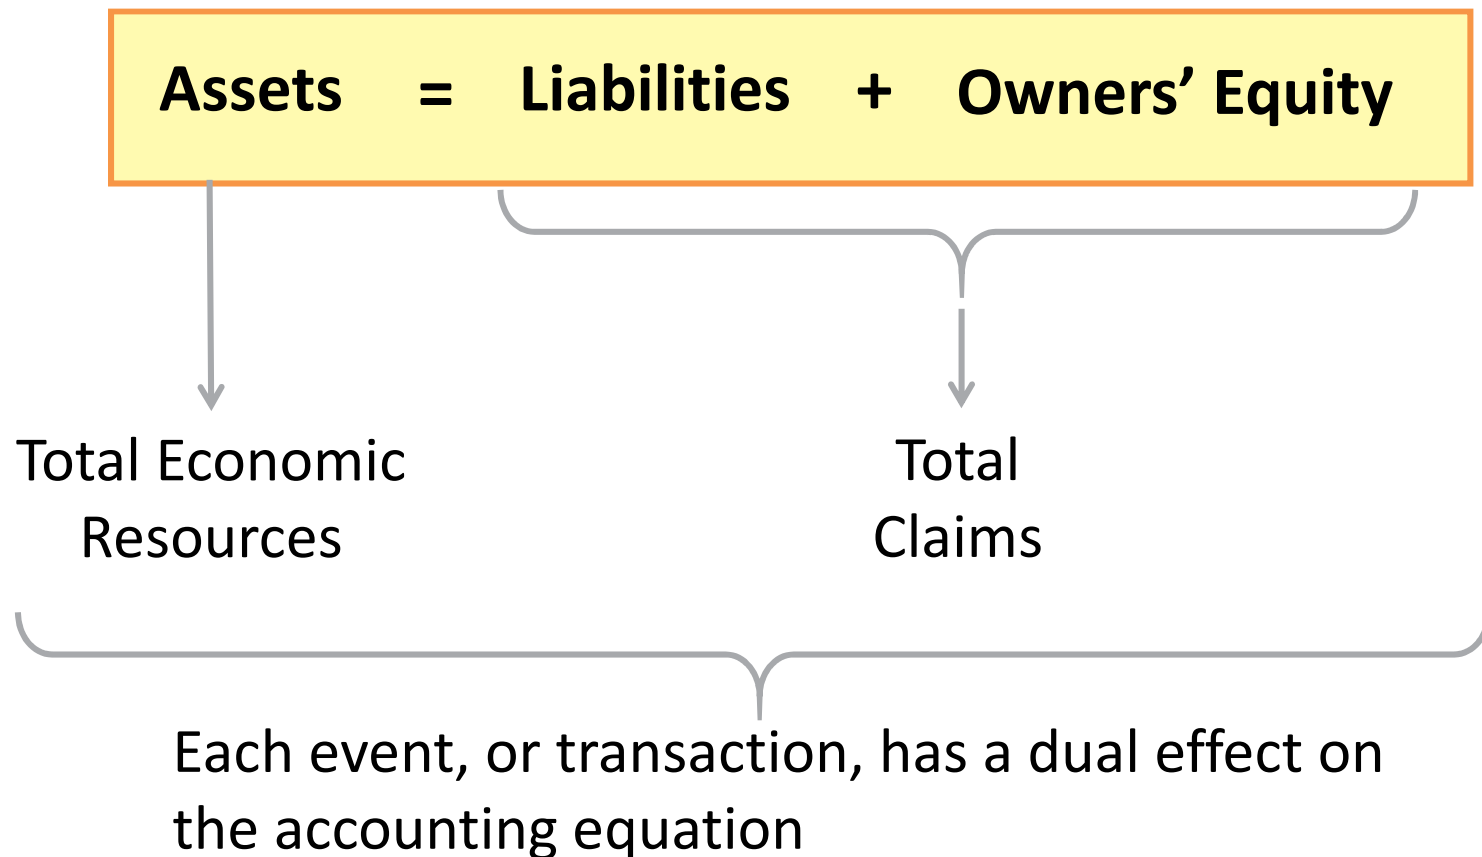 Assets = Liabilities + Owners’ Equity
Total Economic
Resources
Total
Claims
Each event, or transaction, has a dual effect on
the accounting equation